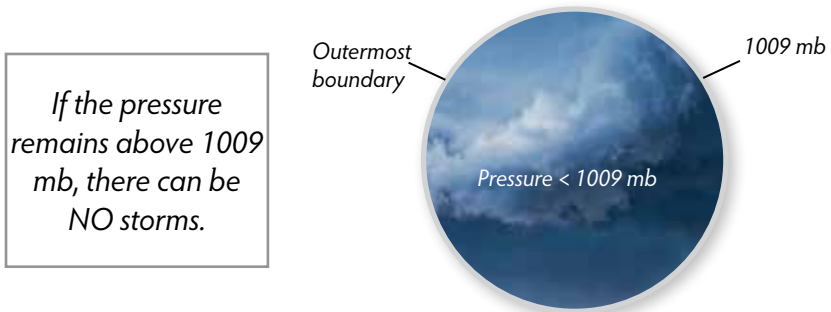 If the pressure
remains above 1009
mb, there can be
NO storms.
Outermost
boundary
1009 mb
Pressure < 1009 mb